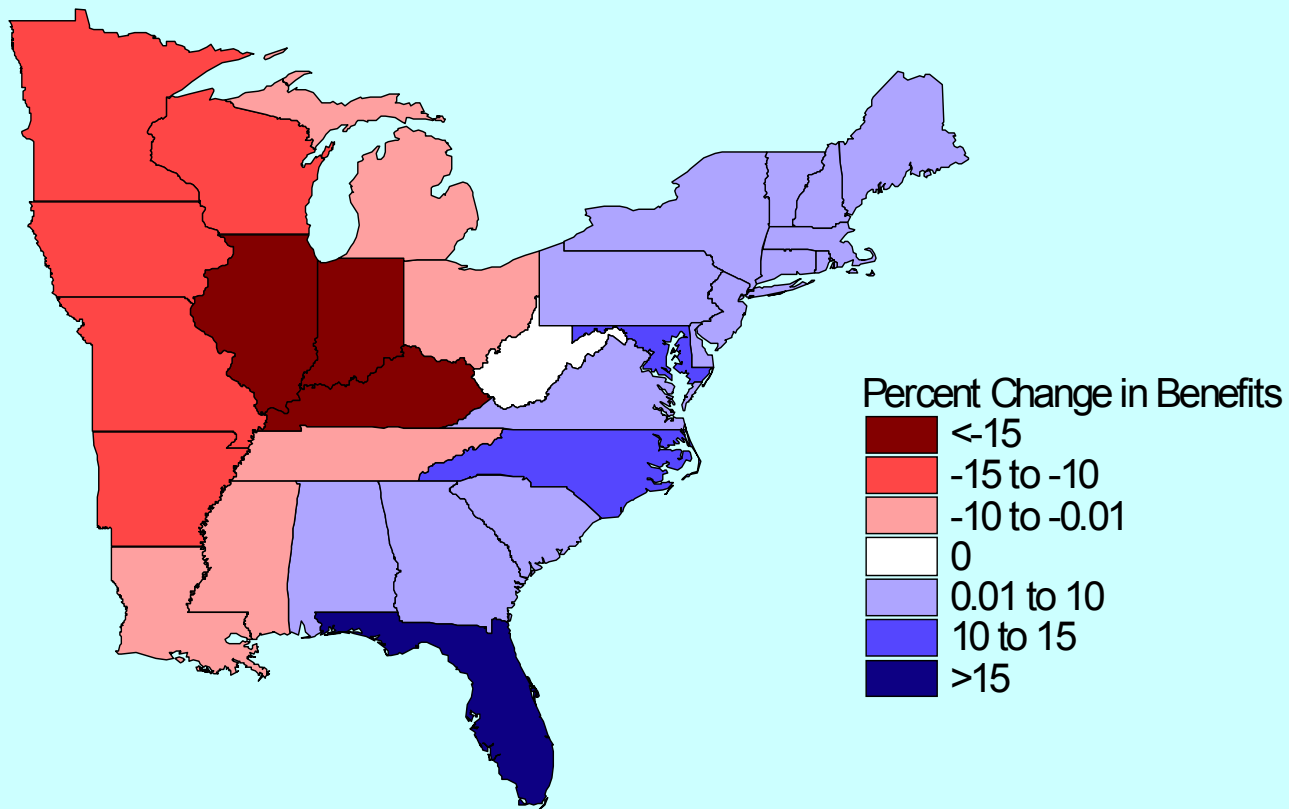 Percent Change in Benefits
<-15
-15 to -10
-10 to -0.01
0
0.01 to 10
10 to 15
>15